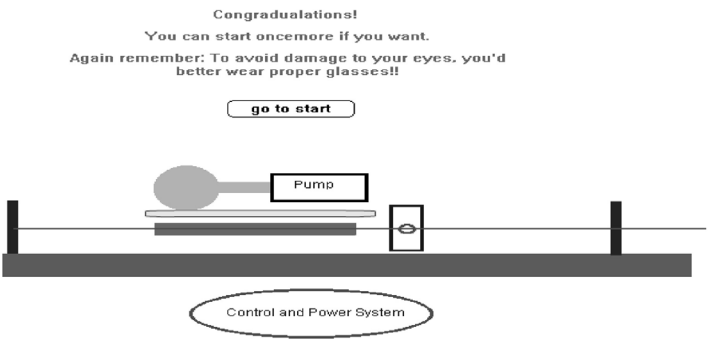 Congradualations!
You can start oncemore if you want.
Again remember: To avoid damage to your eyes, you'd
better wear proper glasses!!
go to start
Pump
Control and Power System